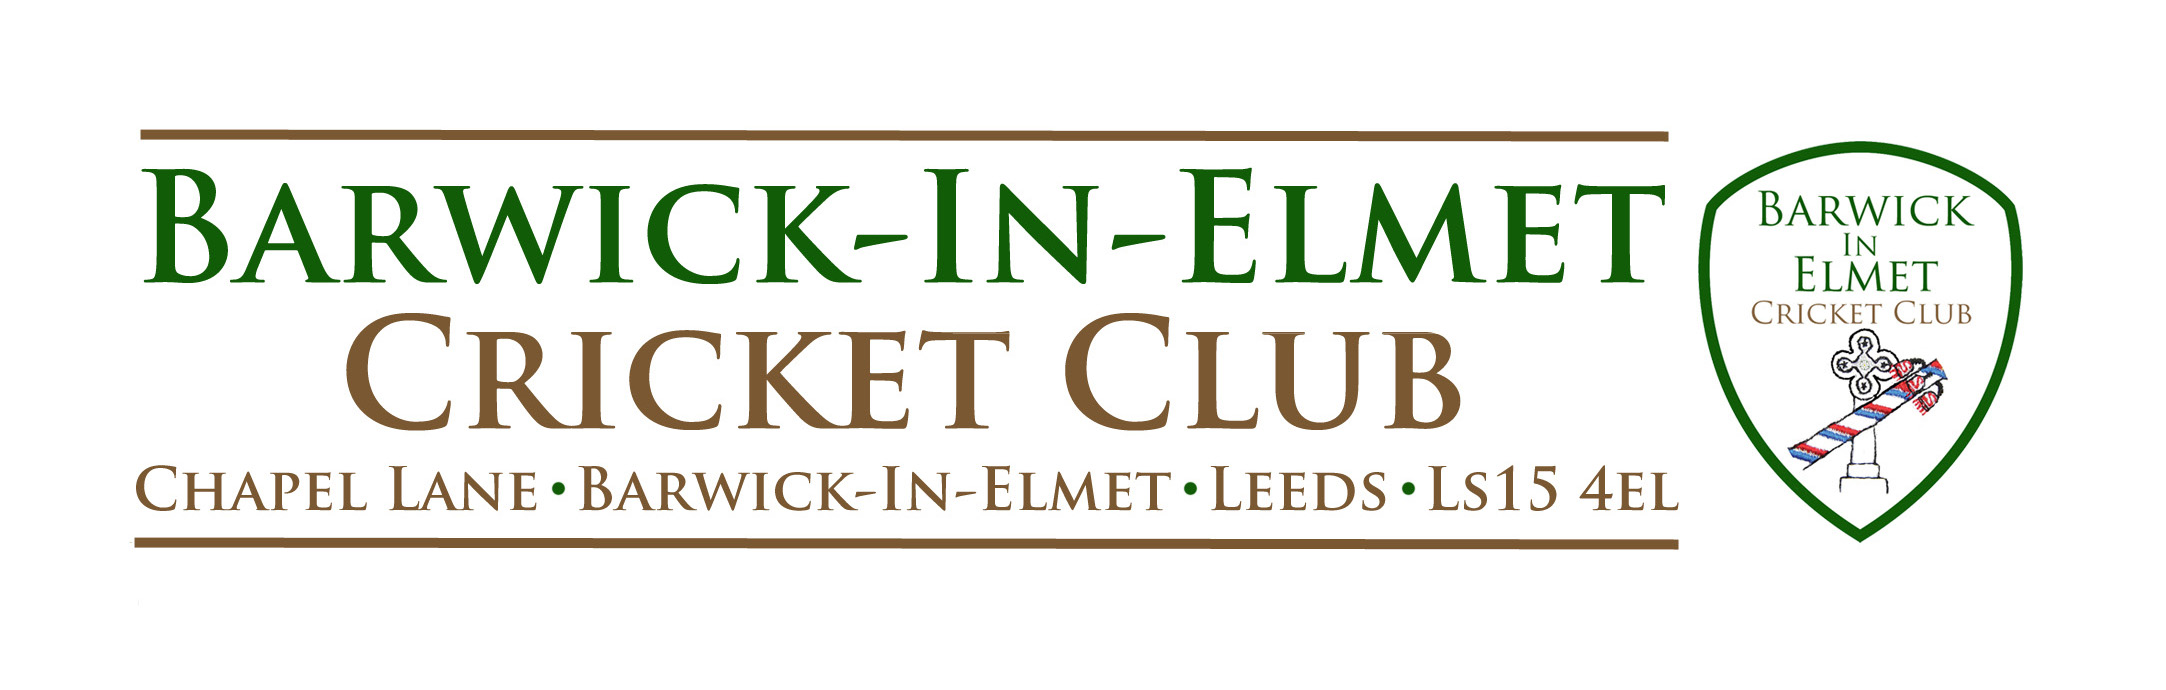 Barwick-In-Elmet
Cricket Club
Chapel Lane • Barwick-In-Elmet • Leeds • Ls15 4el
Barwick
In
Elmet
Cricket Club